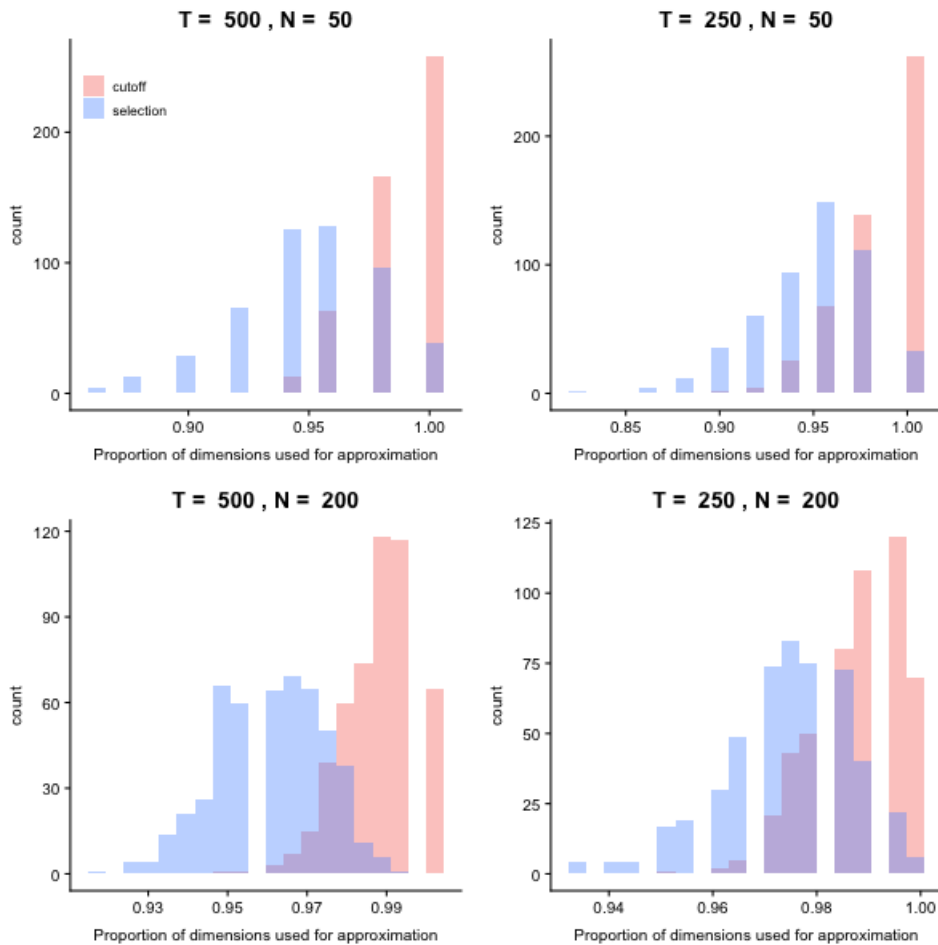 T = 500 , N = 50
200
100
0
count
cutoff
selection
0.90 0.95 1.00
Proportion of dimensions used for approximation
T = 250 , N = 50
200
100
0
count
0.85 0.90 0.95 1.00
Proportion of dimensions used for approximation
T = 500 , N = 200
120
90
60
30
0
count
0.93 0.95 0.97 0.99
Proportion of dimensions used for approximation
T = 250 , N = 200
125
100
75
50
25
0
count
0.94 0.96 0.98 1.00
Proportion of dimensions used for approximation